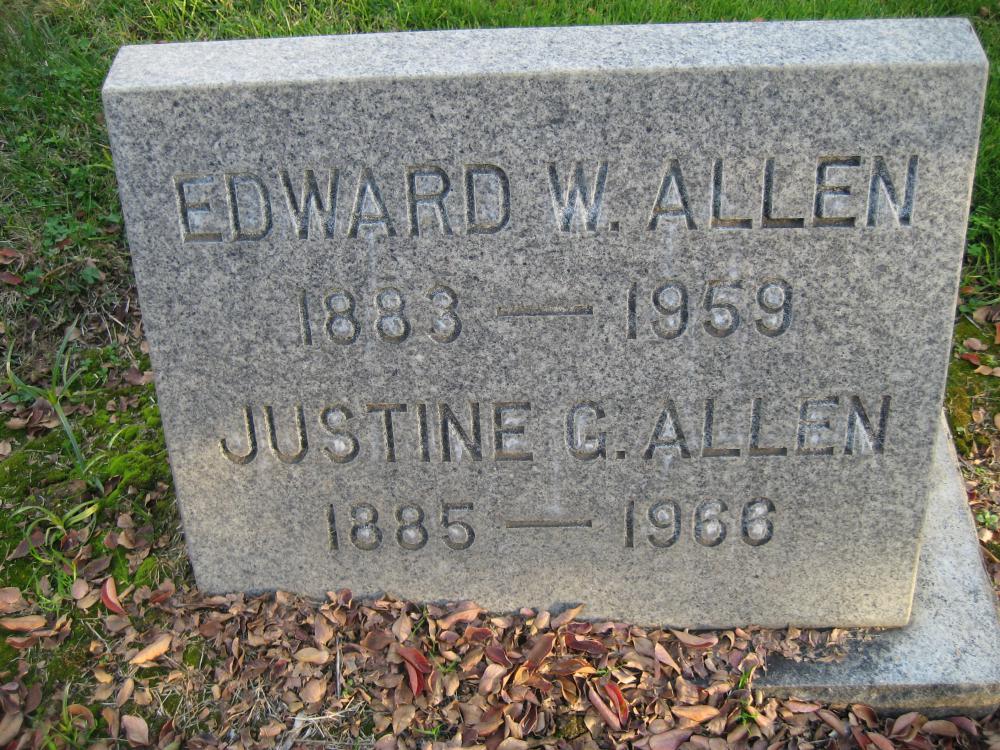 EDWARD W. ALLEN
1883 — 1959
JUSTINE G. ALLEN
1885 — 1966